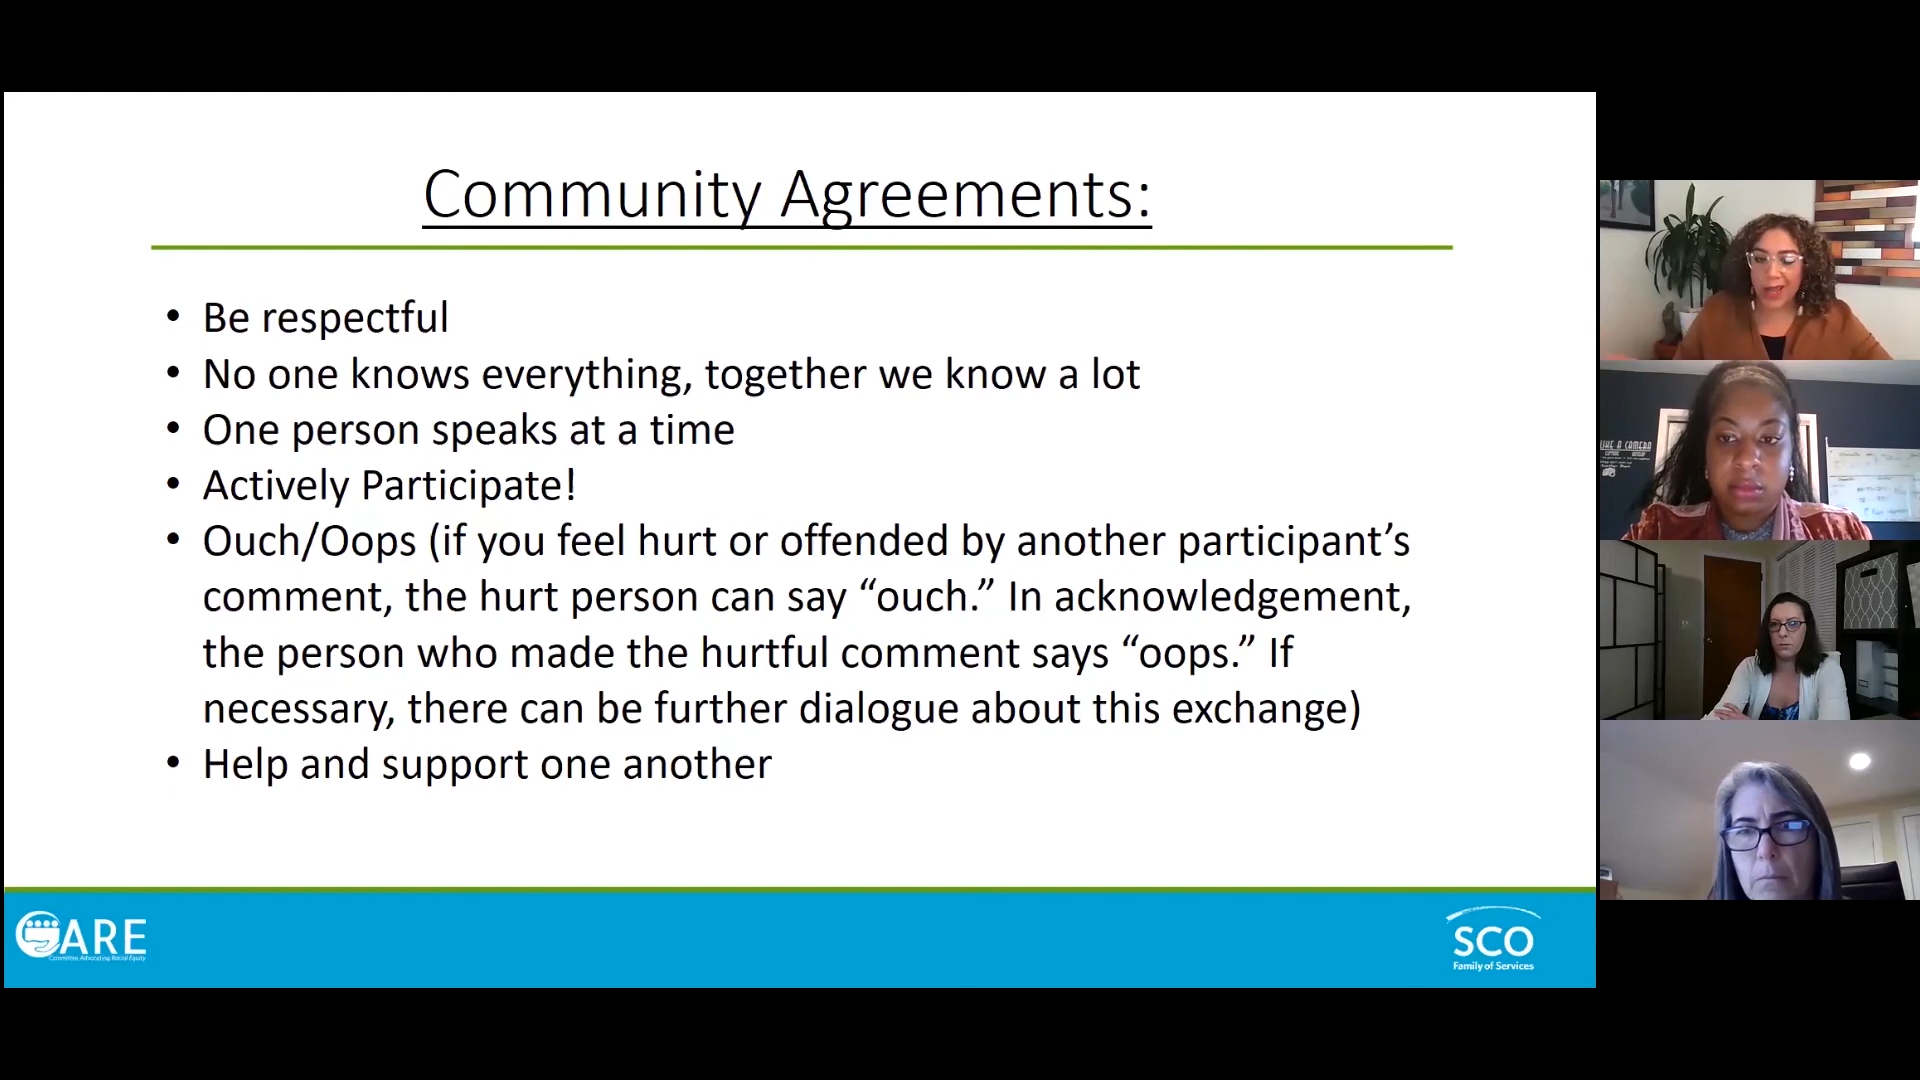 Community Agreements:
• Be respectful
• No one knows everything, together we know a lot
• One person speaks at a time
• Actively Participate!
• Ouch/Oops (if you feel hurt or offended by another participant’s
comment, the hurt person can say “ouch.” In acknowledgement,
the person who made the hurtful comment says “oops.” If
necessary, there can be further dialogue about this exchange)
• Help and support one another
CARE
Committee Advocating Racial Equity
SCO
Family of Services
LIKE A CAMERA